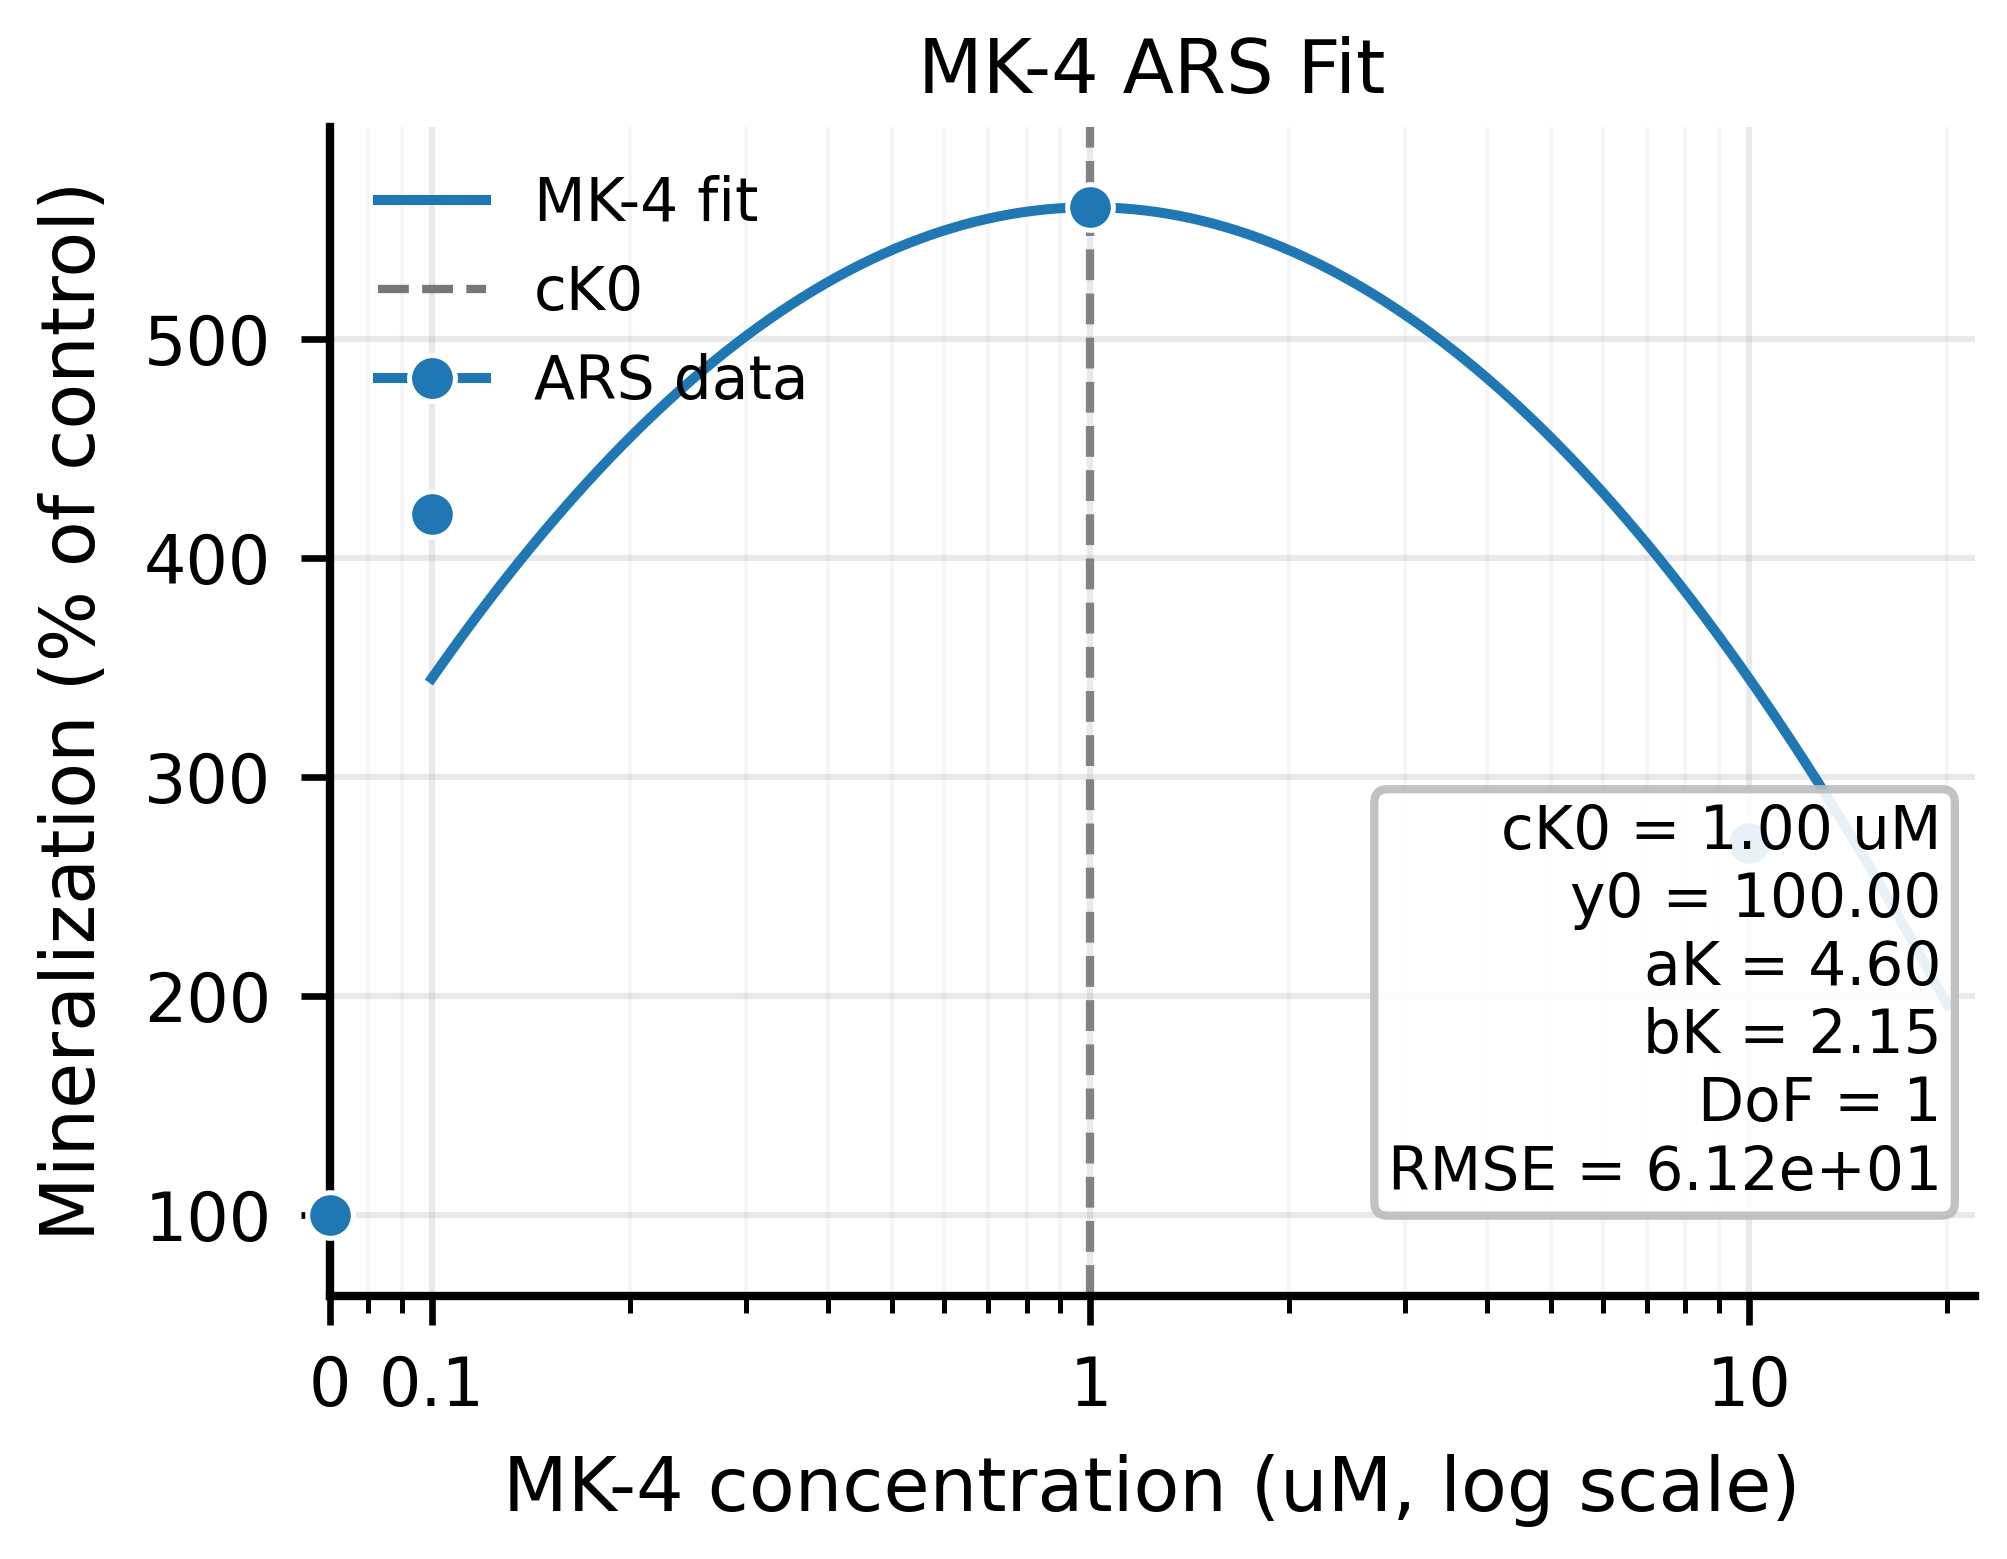 MK-4 ARS Fit
MK-4 fit
cK0
ARS data
Mineralization (% of control)
500
400
300
200
100
cK0 = 1.00 uM
y0 = 100.00
aK = 4.60
bK = 2.15
DoF = 1
RMSE = 6.12e+01
0 0.1 1 10
MK-4 concentration (uM, log scale)